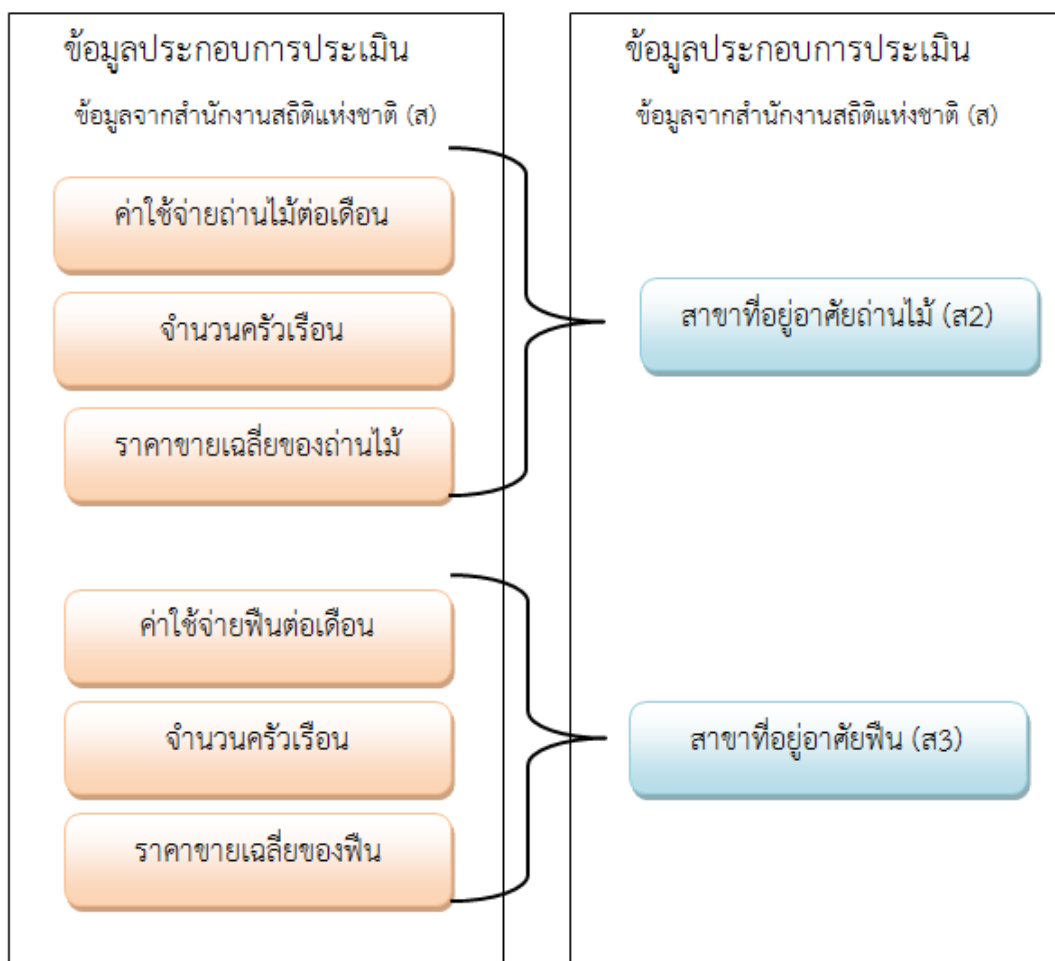 ข้อมูลประกอบการประเมิน
ข้อมูลจากสำนักงานสถิติแห่งชาติ (ส)
ค่าใช้จ่ายถ่านไม้ต่อเดือน
จำนวนครัวเรือน
ราคาขายเฉลี่ยของถ่านไม้
ค่าใช้จ่ายฟืนต่อเดือน
จำนวนครัวเรือน
ราคาขายเฉลี่ยของฟืน
ข้อมูลประกอบการประเมิน
ข้อมูลจากสำนักงานสถิติแห่งชาติ (ส)
สาขาที่อยู่อาศัยถ่านไม้ (ส2)
สาขาที่อยู่อาศัยฟืน (ส3)